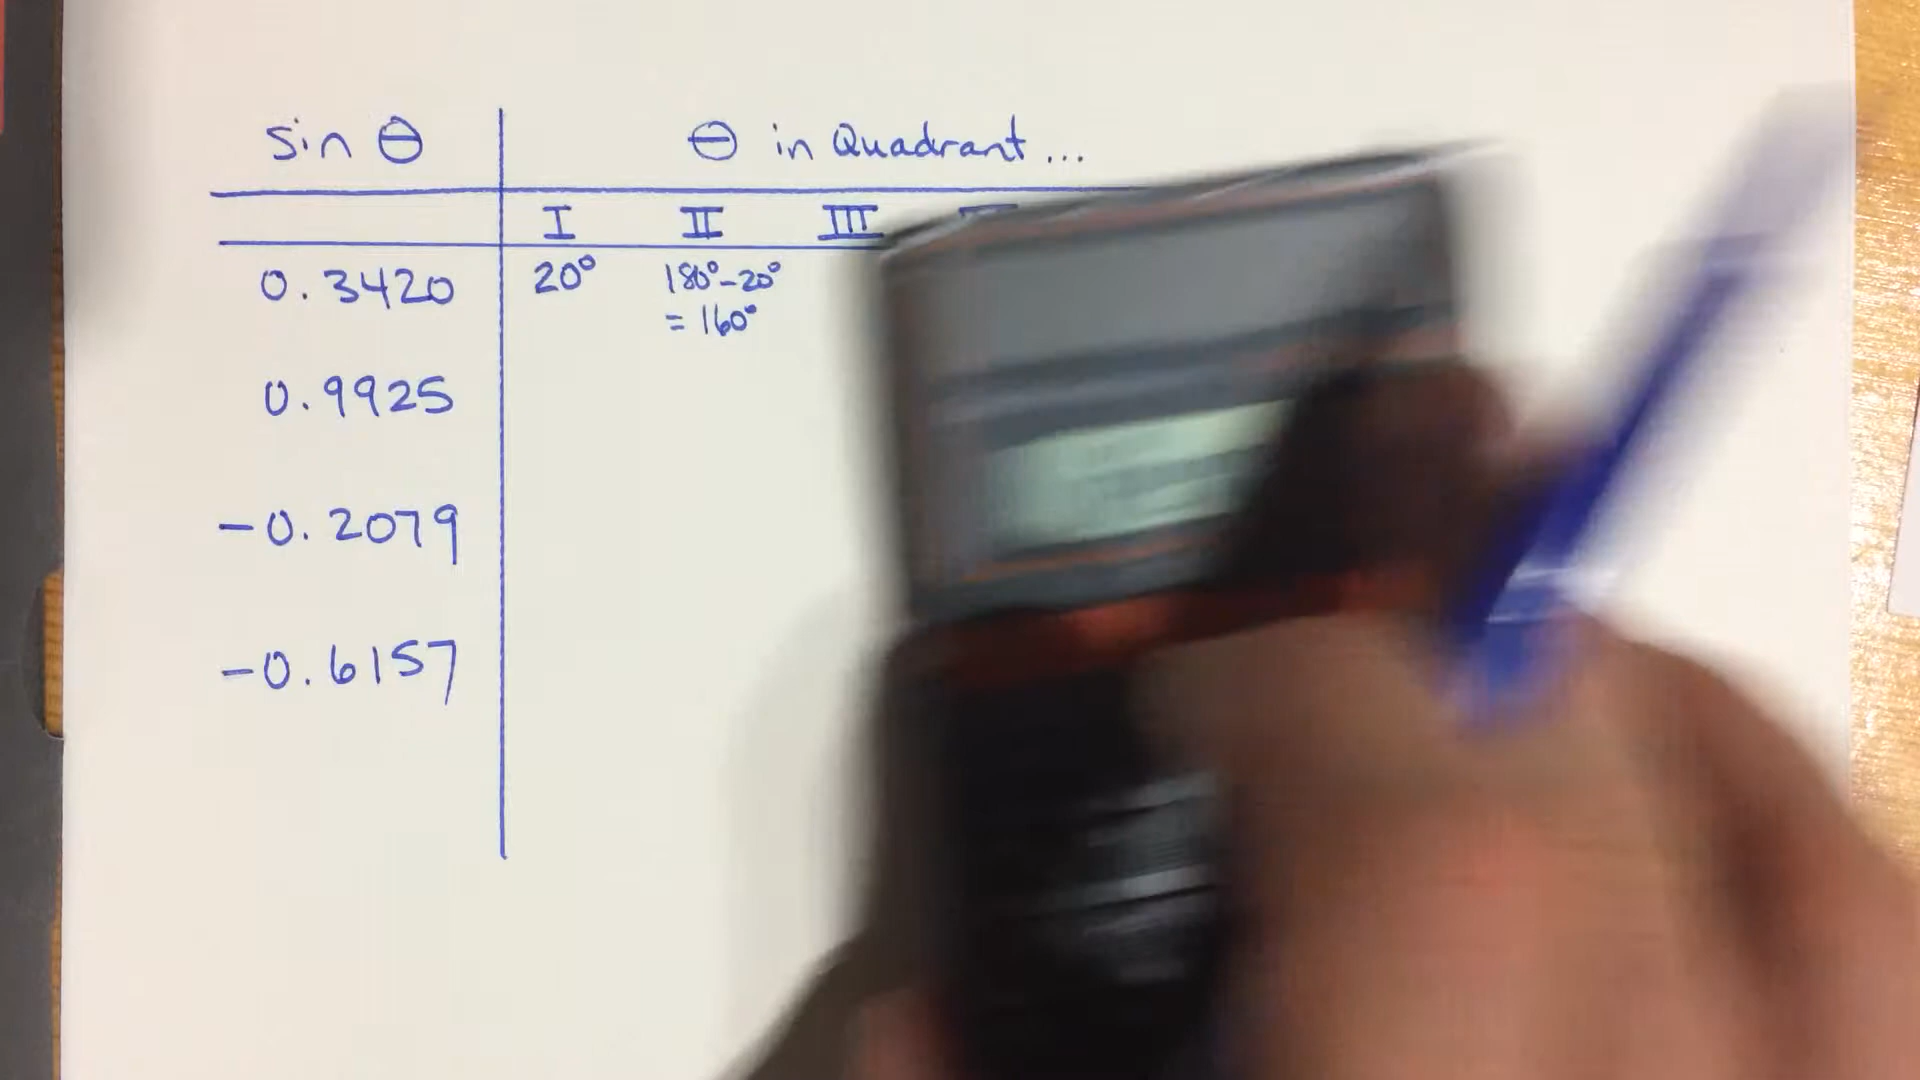 sin θ θ in Quadrant ...
I II III
0.3420 20° 180°-20°
= 160°
0.9925
-0.2079
-0.6157